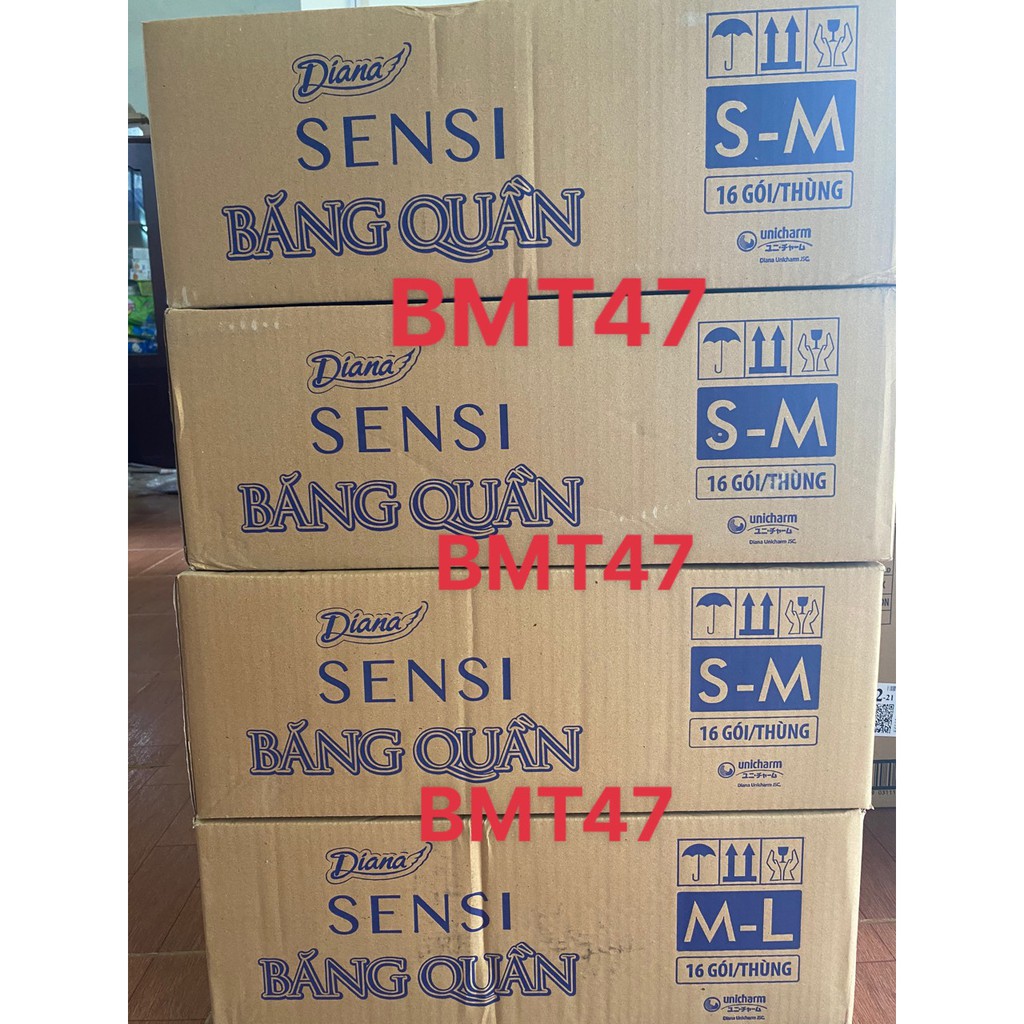 Diana
SENSI
BĂNG QUẦN
S-M
16 GÓI/THÙNG
unicharm
ユニ・チャーム
Diana Unicharm JSC.
BMT47
Diana
SENSI
BĂNG QUẦN
S-M
16 GÓI/THÙNG
unicharm
ユニ・チャーム
Diana Unicharm JSC.
BMT47
Diana
SENSI
BĂNG QUẦN
S-M
16 GÓI/THÙNG
unicharm
ユニ・チャーム
Diana Unicharm JSC.
BMT47
Diana
SENSI
BĂNG QUẦN
M-L
16 GÓI/THÙNG
unicharm
ユニ・チャーム
Diana Unicharm JSC.